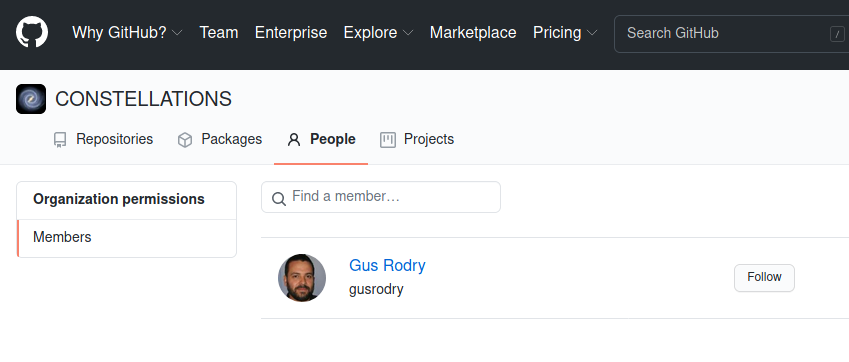 Why GitHub? Team Enterprise Explore Marketplace Pricing Search GitHub /
CONSTELLATIONS
Repositories Packages People Projects
Organization permissions
Find a member...
Members
Gus Rodry
gusrodry
Follow